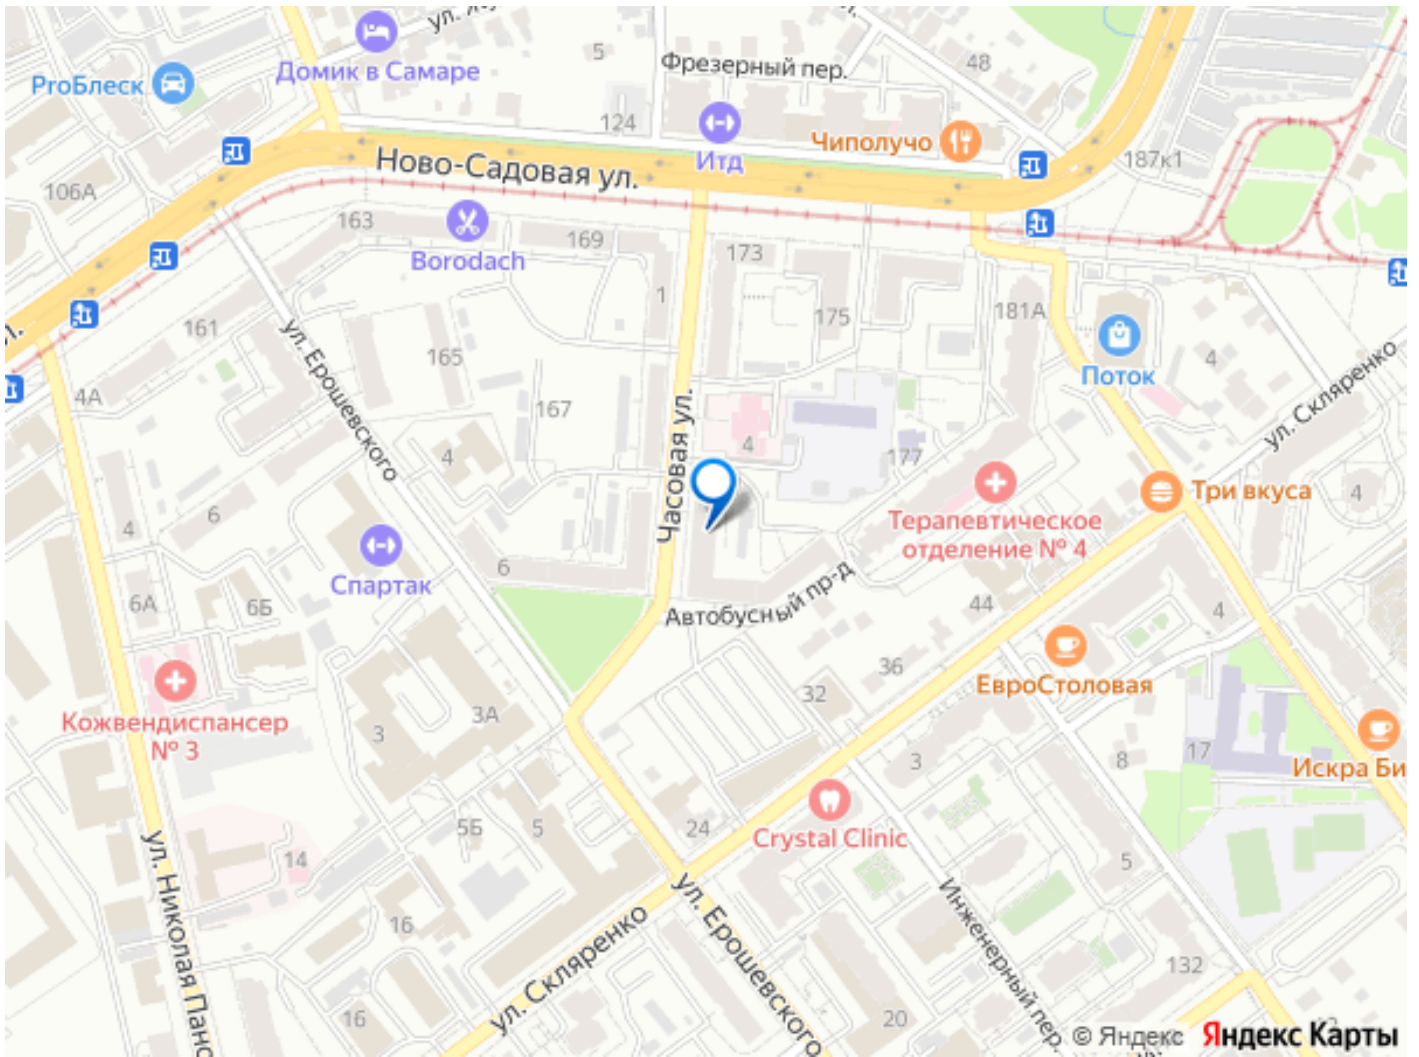 Домик в Самаре
5
Фрезерный пер.
48
ProБлеск
124
Итд
Чиполучо
187к1
Ново-Садовая ул.
106А
163
Borodach
169
173
161
ул. Ерошевского
165
1
175
181А
Поток
4
ул. Скляренко
4А
167
Часовая ул.
4
4
177
Три вкуса
4
4
6
Терапевтическое
отделение № 4
Спартак
6
6А
6Б
Автобусный пр-д
44
4
36
ЕвроСтоловая
32
Кожвендиспансер
№ 3
3
3А
3
8
17
Crystal Clinic
24
5Б
5
14
5
16
ул. Скляренко
ул. Ерошевского
Инженерный пер.
132
16
20
© Яндекс Яндекс Карты